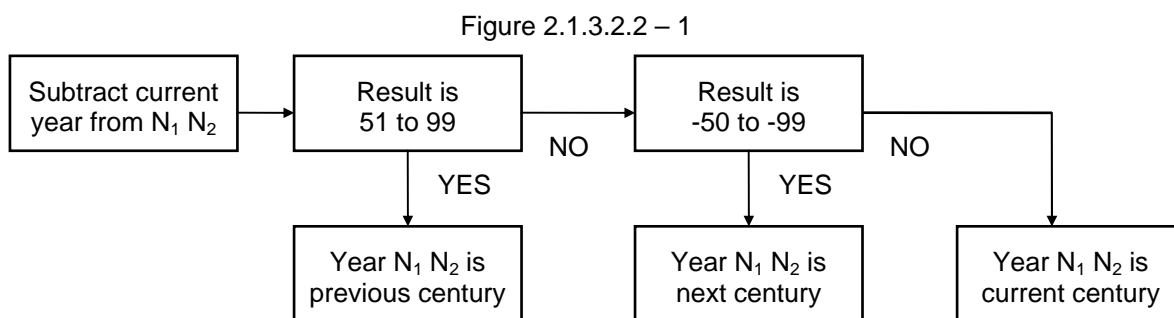 Figure 2.1.3.2.2 – 1
Subtract current
year from N₁ N₂
Result is
51 to 99
NO
YES
Result is
-50 to -99
NO
YES
Year N₁ N₂ is
previous century
Year N₁ N₂ is
next century
Year N₁ N₂ is
current century